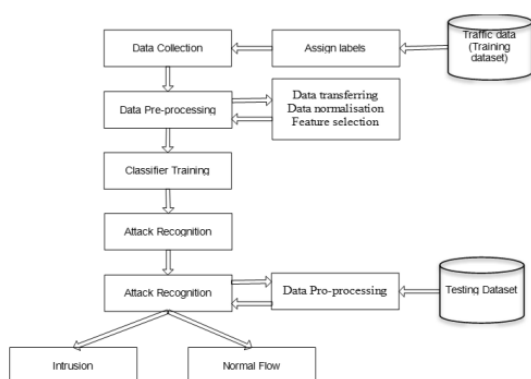 Data Collection
Assign labels
Traffic data
(Training
dataset)
Data Pre-processing
Data transferring
Data normalisation
Feature selection
Classifier Training
Attack Recognition
Attack Recognition
Data Pro-processing
Testing Dataset
Intrusion
Normal Flow